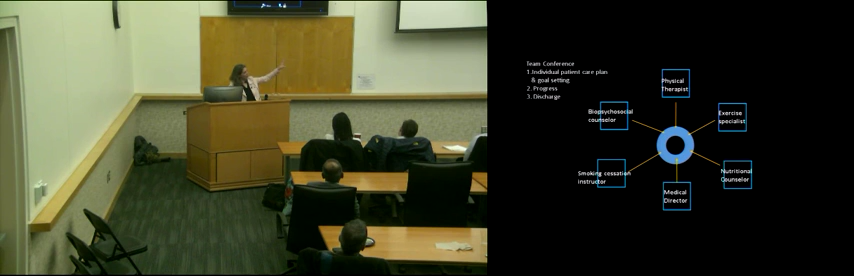 Team Conference
1.Individual patient care plan
& goal setting
2. Progress
3. Discharge
Physical
Therapist
Biopsychosocial
counselor
Exercise
specialist
Smoking cessation
instructor
Nutritional
Counselor
Medical
Director